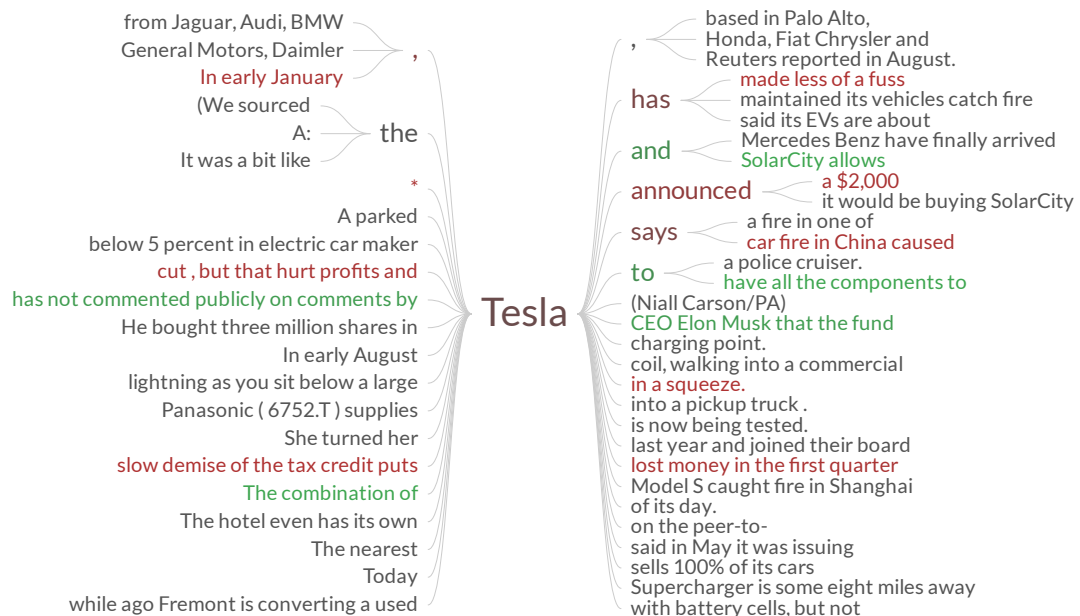 from Jaguar, Audi, BMW
General Motors, Daimler
In early January
,
(We sourced
A:
It was a bit like
the
*
A parked
below 5 percent in electric car maker
cut , but that hurt profits and
has not commented publicly on comments by
He bought three million shares in
In early August
lightning as you sit below a large
Panasonic ( 6752.T ) supplies
She turned her
slow demise of the tax credit puts
The combination of
The hotel even has its own
The nearest
Today
while ago Fremont is converting a used
Tesla
,
based in Palo Alto,
Honda, Fiat Chrysler and
Reuters reported in August.
has
made less of a fuss
maintained its vehicles catch fire
said its EVs are about
and
Mercedes Benz have finally arrived
SolarCity allows
announced
a $2,000
it would be buying SolarCity
says
a fire in one of
car fire in China caused
to
a police cruiser.
have all the components to
(Niall Carson/PA)
CEO Elon Musk that the fund
charging point.
coil, walking into a commercial
in a squeeze.
into a pickup truck .
is now being tested.
last year and joined their board
lost money in the first quarter
Model S caught fire in Shanghai
of its day.
on the peer-to-
said in May it was issuing
sells 100% of its cars
Supercharger is some eight miles away
with battery cells, but not